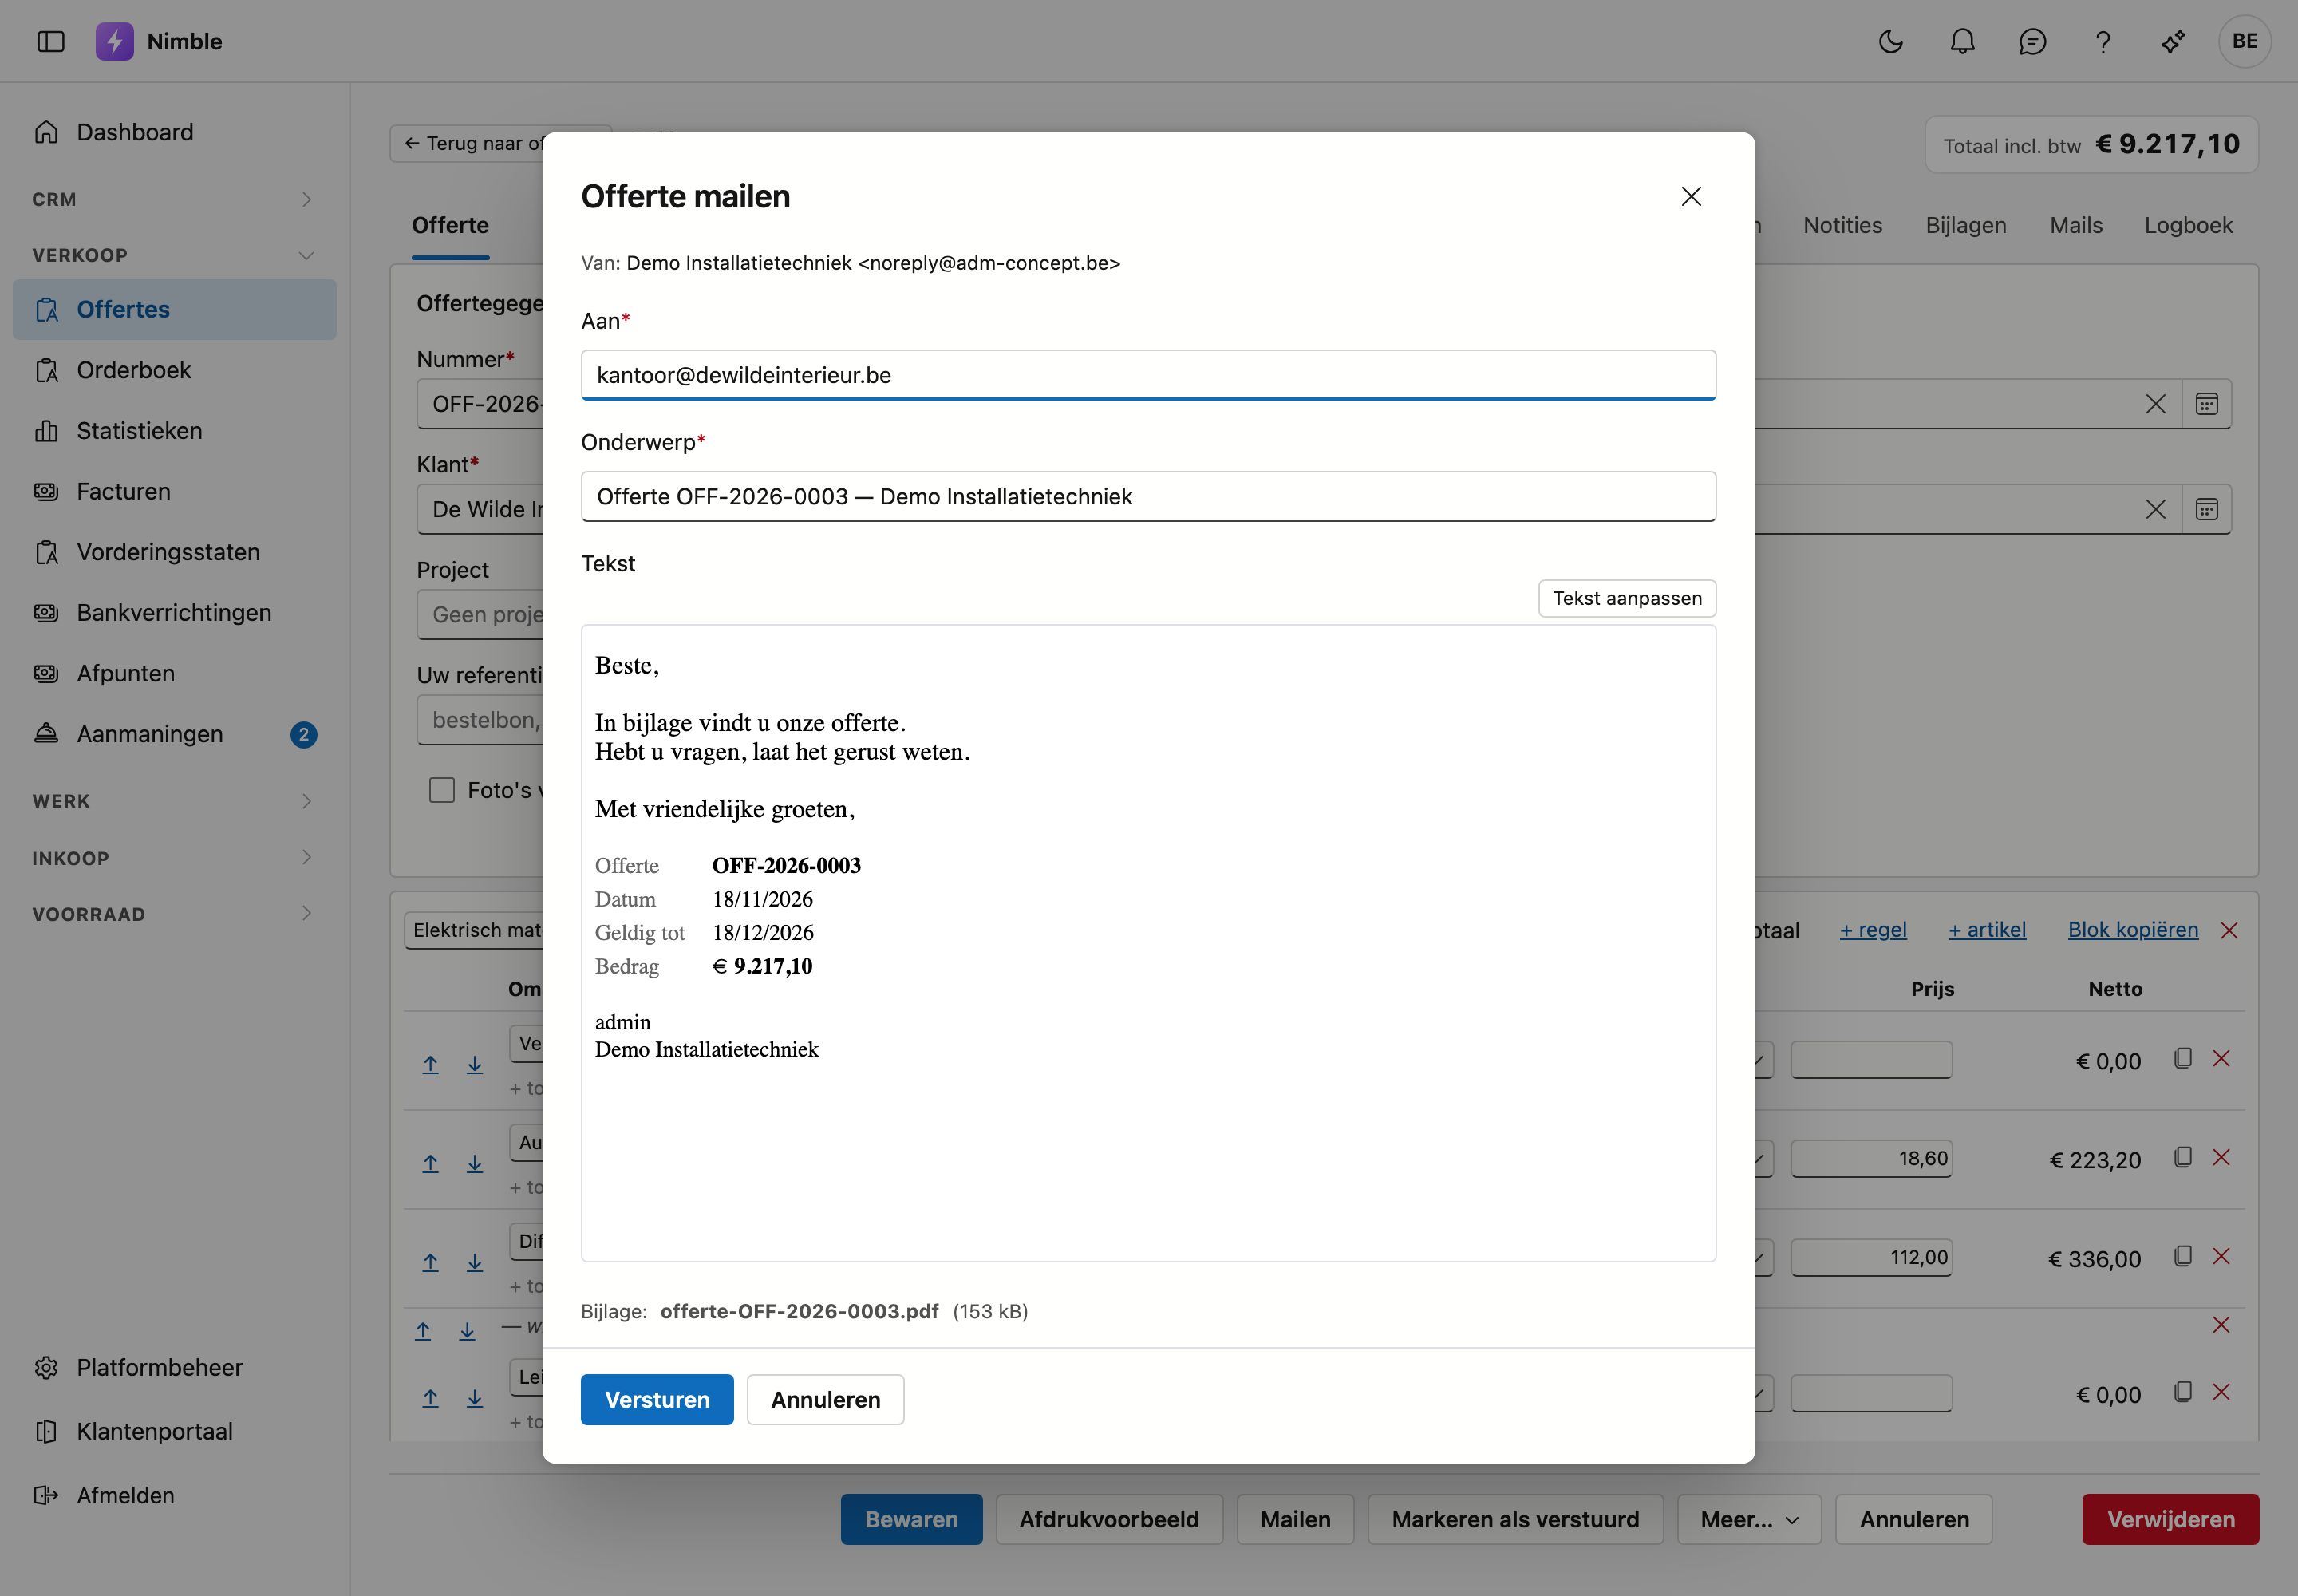 Nimble
BE
Dashboard
CRM
VERKOOP
Offertes
Orderboek
Statistieken
Facturen
Vorderingsstaten
Bankverrichtingen
Afpunten
Aanmaningen 2
WERK
INKOOP
VOORRAAD
Platformbeheer
Klantenportaal
Afmelden
← Terug naar
Totaal incl. btw € 9.217,10
Offerte
Notities Bijlagen Mails Logboek
Nummer*
OFF-2026-
Klant*
De Wilde
Project
Geen
Uw
bestelbon,
Foto's
Offerte mailen
Van: Demo Installatietechniek <noreply@adm-concept.be>
Aan*
kantoor@dewildeinterieur.be
Onderwerp*
Offerte OFF-2026-0003 — Demo Installatietechniek
Tekst
Tekst aanpassen
Beste,
In bijlage vindt u onze offerte.
Hebt u vragen, laat het gerust weten.
Met vriendelijke groeten,
Offerte OFF-2026-0003
Datum 18/11/2026
Geldig tot 18/12/2026
Bedrag € 9.217,10
admin
Demo Installatietechniek
Bijlage: offerte-OFF-2026-0003.pdf (153 kB)
Versturen Annuleren
Elektrisch
+ regel + artikel Blok kopiëren
Prijs Netto
€ 0,00
18,60 € 223,20
112,00 € 336,00
€ 0,00
Bewaren Afdrukvoorbeeld Mailen Markeren als verstuurd Meer... Annuleren Verwijderen